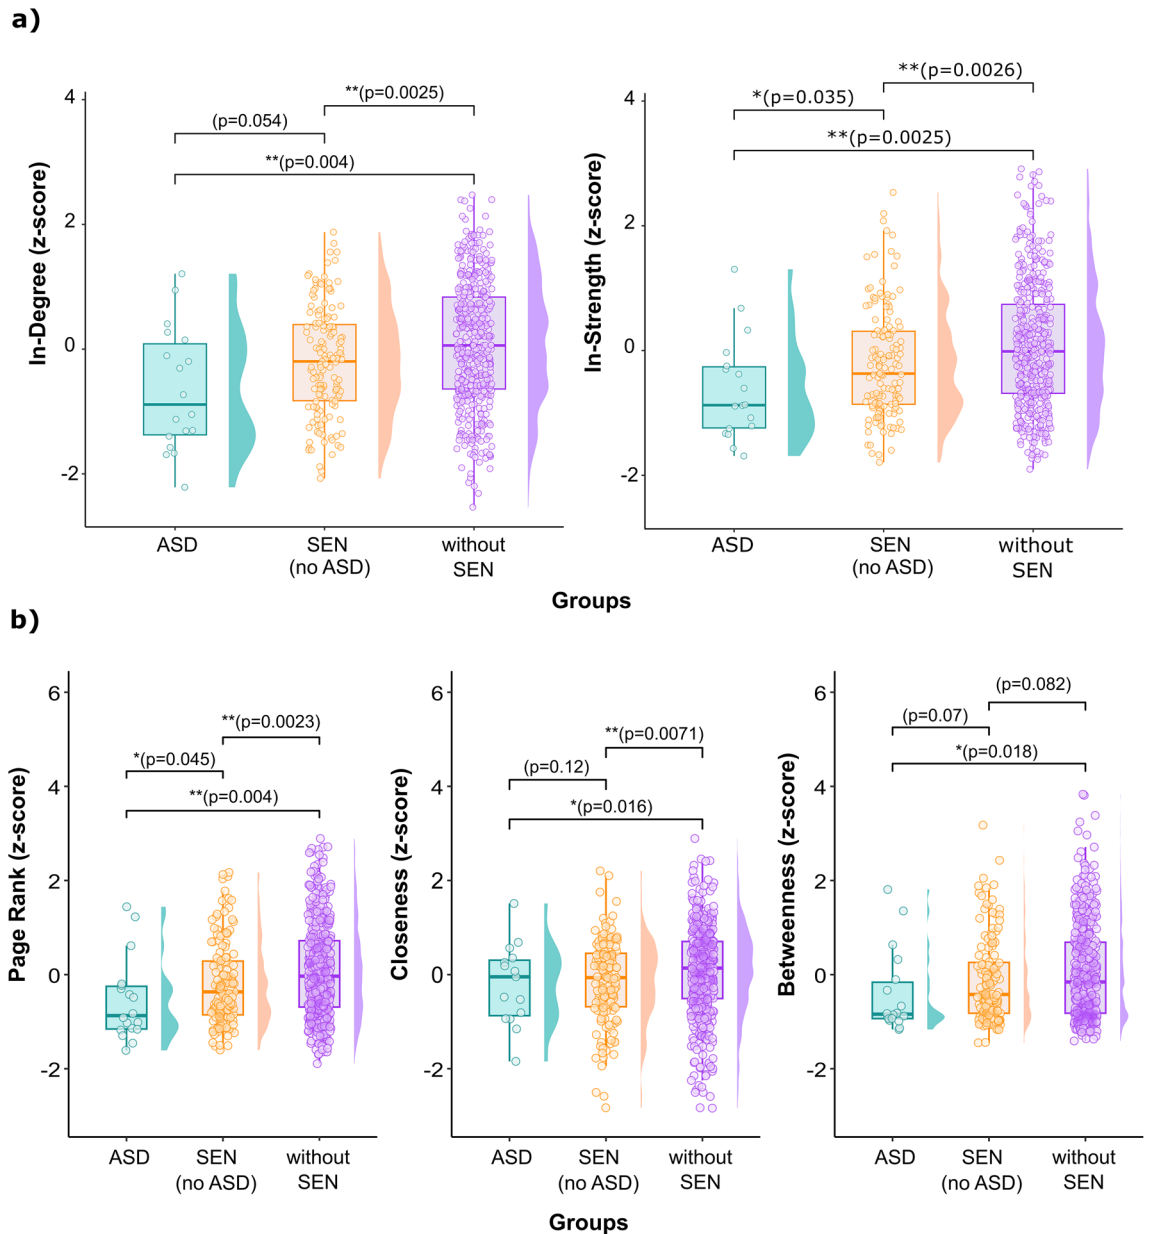 a)
In-Degree (z-score)
4
2
0
-2
**(p=0.0025)
(p=0.054)
**(p=0.004)
ASD
SEN
(no ASD)
without
SEN
In-Strength (z-score)
4
2
0
-2
**(p=0.0026)
*(p=0.035)
**(p=0.0025)
ASD
SEN
(no ASD)
without
SEN
Groups
b)
Page Rank (z-score)
6
4
2
0
-2
**(p=0.0023)
*(p=0.045)
**(p=0.004)
ASD
SEN
(no ASD)
without
SEN
Closeness (z-score)
6
4
2
0
-2
**(p=0.0071)
(p=0.12)
*(p=0.016)
ASD
SEN
(no ASD)
without
SEN
Betweenness (z-score)
6
4
2
0
-2
(p=0.082)
(p=0.07)
*(p=0.018)
ASD
SEN
(no ASD)
without
SEN
Groups